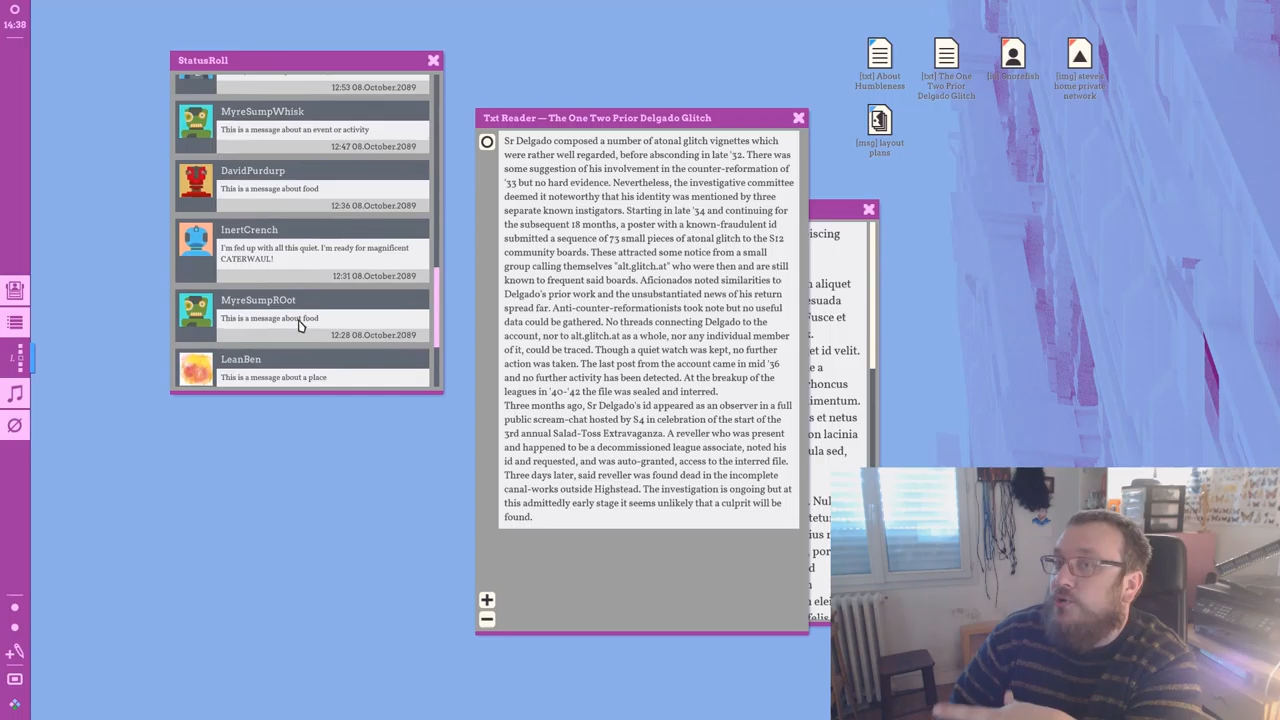 14:38
StatusRoll
12:53 08.October.2089
MyreSumpWhisk
This is a message about an event or activity
12:47 08.October.2089
DavidPurdurp
This is a message about food
12:36 08.October.2089
InertCrench
I'm fed up with all this quiet. I'm ready for magnificent
CATERWAUL!
12:31 08.October.2089
MyreSumpROot
This is a message about food
12:28 08.October.2089
LeanBen
This is a message about a place
Txt Reader — The One Two Prior Delgado Glitch
Sr Delgado composed a number of atonal glitch vignettes which
were rather well regarded, before absconding in late '32. There was
some suggestion of his involvement in the counter-reformation of
'33 but no hard evidence. Nevertheless, the investigative committee
deemed it noteworthy that his identity was mentioned by three
separate known instigators. Starting in late '34 and continuing for
the subsequent 18 months, a poster with a known-fraudulent id
submitted a sequence of 73 small pieces of atonal glitch to the S12
community boards. These attracted some notice from a small
group calling themselves "alt.glitch.at" who were then and are still
known to frequent said boards. Aficionados noted similarities to
Delgado's prior work and the unsubstantiated news of his return
spread far. Anti-counter-reformationists took note but no useful
data could be gathered. No threads connecting Delgado to the
account, nor to alt.glitch.at as a whole, nor any individual member
of it, could be traced. Though a quiet watch was kept, no further
action was taken. The last post from the account came in mid '36
and no further activity has been detected. At the breakup of the
leagues in '40-'42 the file was sealed and interred.
Three months ago, Sr Delgado's id appeared as an observer in a full
public scream-chat hosted by S4 in celebration of the start of the
3rd annual Salad-Toss Extravaganza. A reveller who was present
and happened to be a decommissioned league associate, noted his
id and requested, and was auto-granted, access to the interred file.
Three days later, said reveller was found dead in the incomplete
canal-works outside Highstead. The investigation is ongoing but at
this admittedly early stage it seems unlikely that a culprit will be
found.
iscing
aliquet
esuada
Fusce et
et id velit.
e a
rhoncus
dimentum.
s et netus
on lacinia
ula sed,
Nul
[txt] About
Humbleness
[txt] The One
Two Prior
Delgado Glitch
Snorefish
[img] steve's
home private
network
[msg] layout
plans